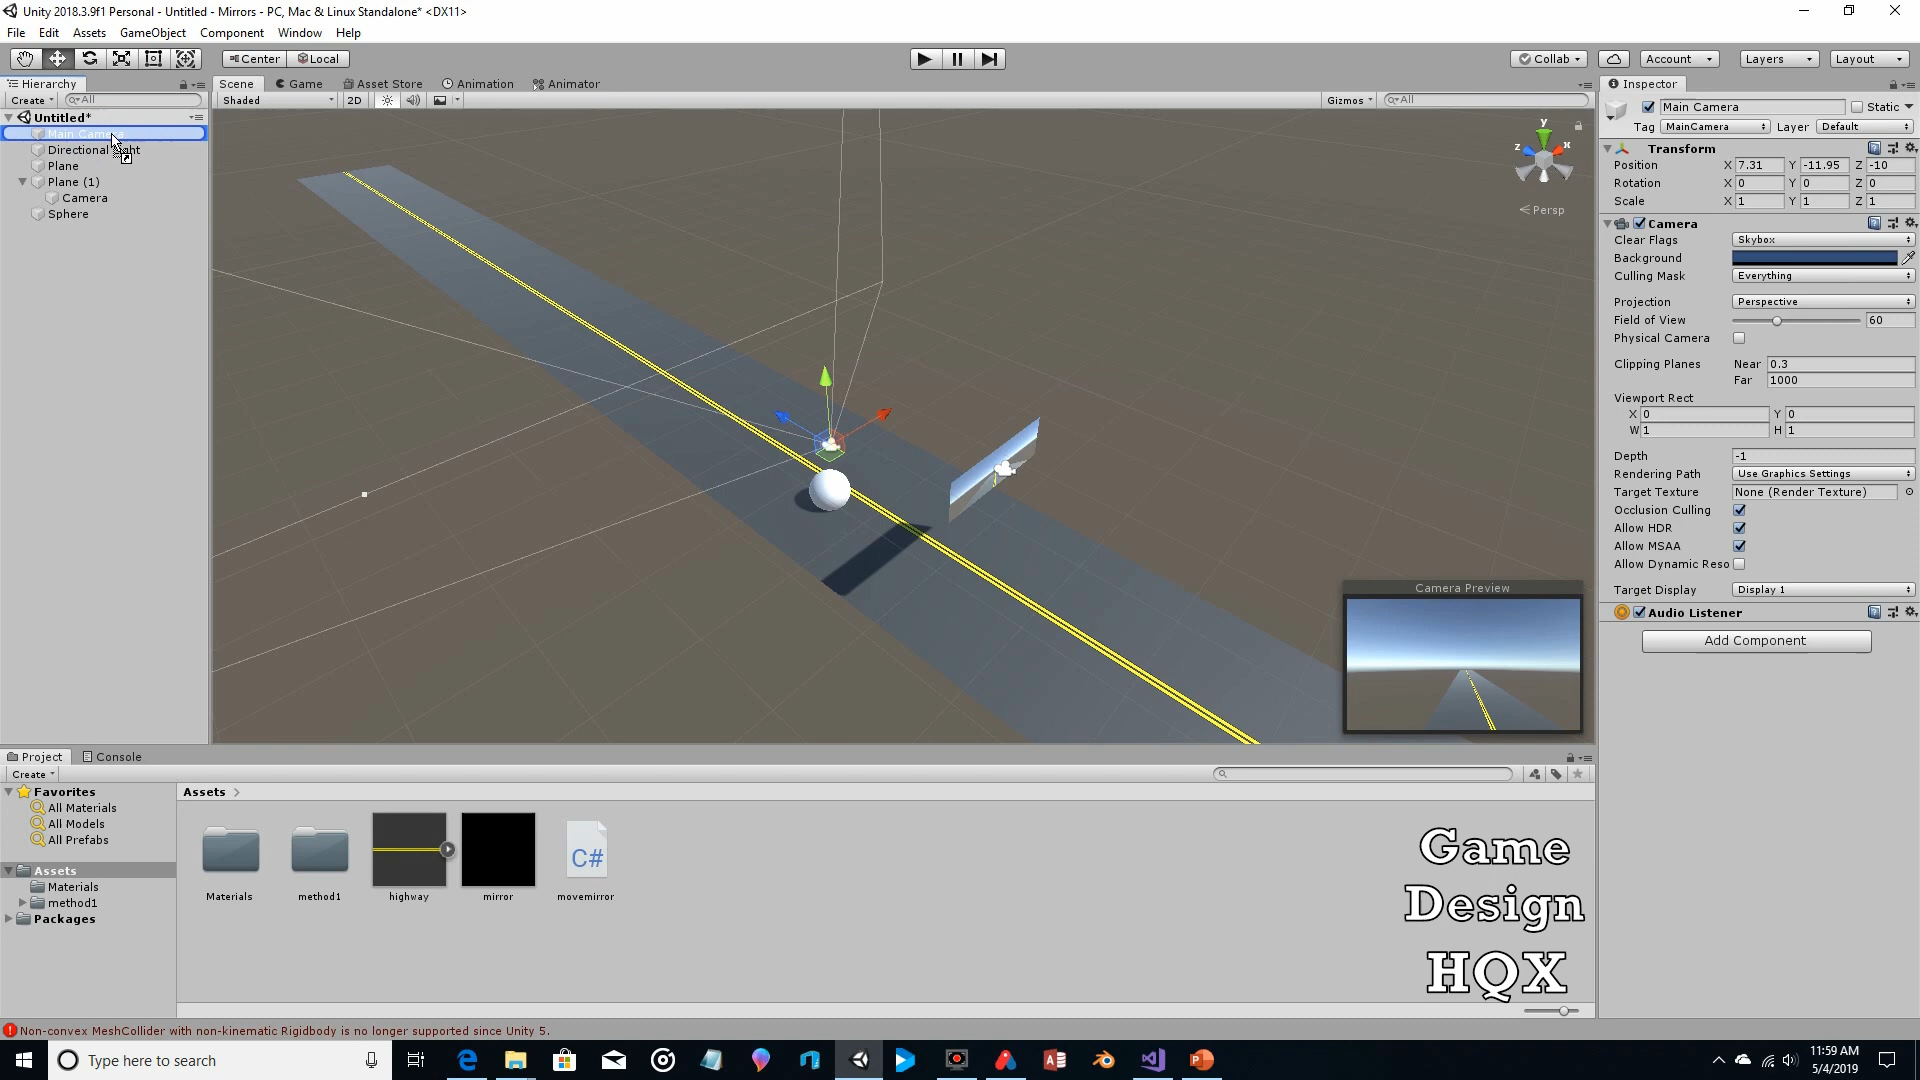 Unity 2018.3.9f1 Personal - Untitled - Mirrors - PC, Mac & Linux Standalone* <DX11>
File Edit Assets GameObject Component Window Help
Center Local Collab Account Layers Layout
Hierarchy Scene Game Asset Store Animation Animator Inspector
Create All Shaded 2D Gizmos All
Untitled*
Main Camera
Directional Light
Plane
Plane (1)
Camera
Sphere
y
z
x
Persp
Main Camera Static
Tag MainCamera Layer Default
Transform
Position X 7.31 Y -11.95 Z -10
Rotation X 0 Y 0 Z 0
Scale X 1 Y 1 Z 1
Camera
Clear Flags Skybox
Background
Culling Mask Everything
Projection Perspective
Field of View 60
Physical Camera
Clipping Planes Near 0.3
Far 1000
Viewport Rect
X 0 Y 0
W 1 H 1
Depth -1
Rendering Path Use Graphics Settings
Target Texture None (Render Texture)
Occlusion Culling
Allow HDR
Allow MSAA
Allow Dynamic Reso
Target Display Display 1
Audio Listener
Add Component
Camera Preview
Project Console
Create
Favorites
All Materials
All Models
All Prefabs
Assets
Materials
method1
Packages
Assets
C#
Materials method1 highway mirror movemirror
Game
Design
HQX
Non-convex MeshCollider with non-kinematic Rigidbody is no longer supported since Unity 5.
Type here to search
11:59 AM
5/4/2019